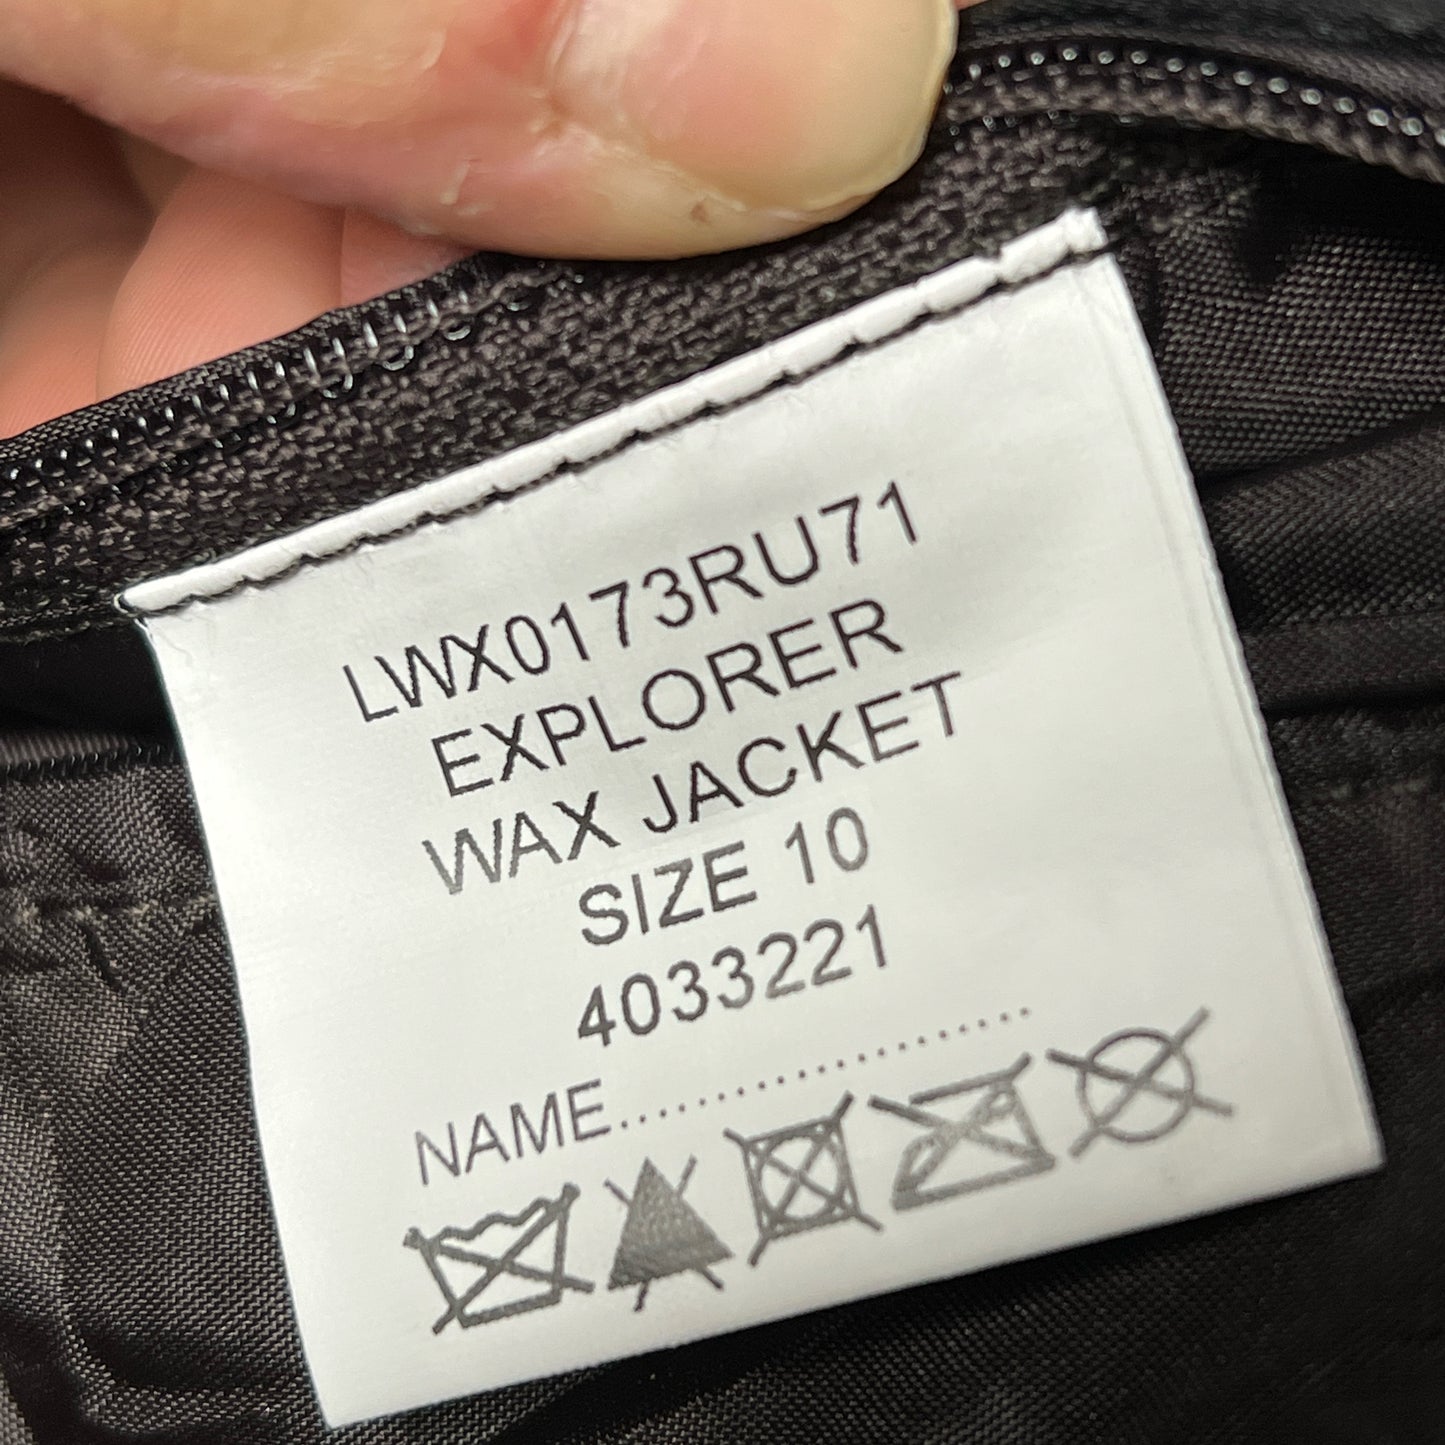 LWX0173RU71
EXPLORER
WAX JACKET
SIZE 10
4033221
NAME........................